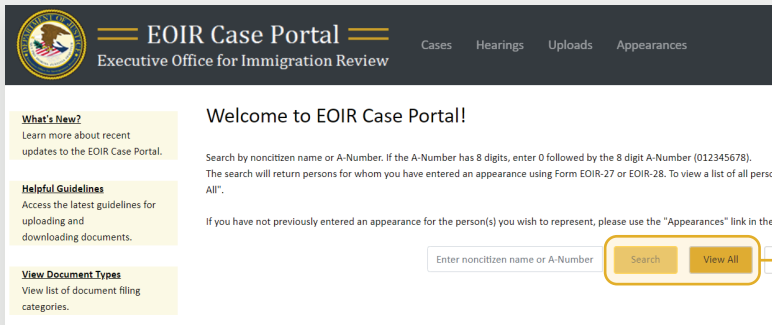 EOIR Case Portal
Executive Office for Immigration Review
Cases Hearings Uploads Appearances
What's New?
Learn more about recent
updates to the EOIR Case Portal.
Helpful Guidelines
Access the latest guidelines for
uploading and
downloading documents.
View Document Types
View list of document filing
categories.
Welcome to EOIR Case Portal!
Search by noncitizen name or A-Number. If the A-Number has 8 digits, enter 0 followed by the 8 digit A-Number (012345678).
The search will return persons for whom you have entered an appearance using Form EOIR-27 or EOIR-28. To view a list of all
All".
If you have not previously entered an appearance for the person(s) you wish to represent, please use the "Appearances" link in the
Enter noncitizen name or A-Number Search View All